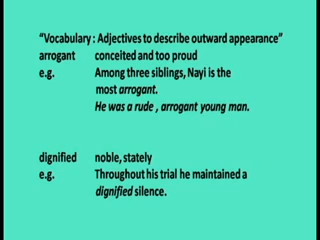 “Vocabulary : Adjectives to describe outward appearance”
arrogant conceited and too proud
e.g. Among three siblings, Nayi is the
most arrogant.
He was a rude , arrogant young man.
dignified noble, stately
e.g. Throughout his trial he maintained a
dignified silence.